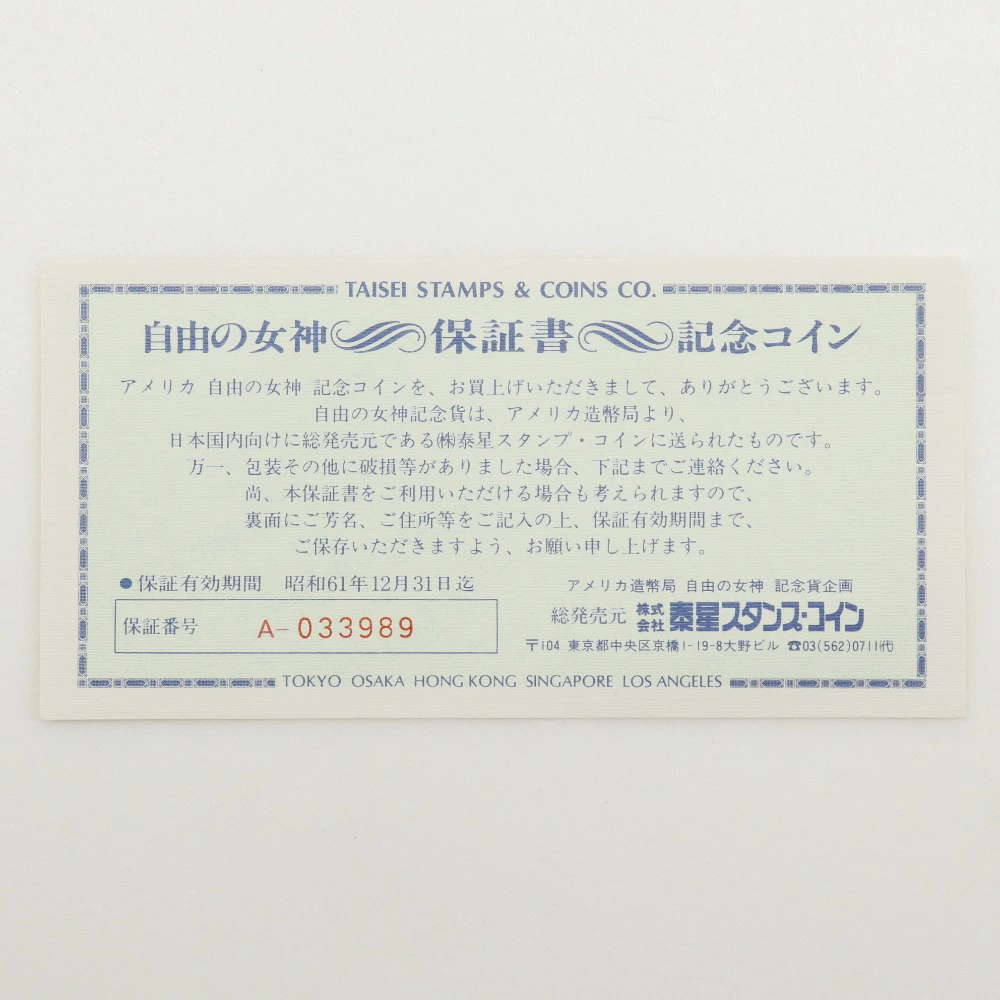 TAISEI STAMPS & COINS CO.
自由の女神 保証書 記念コイン
アメリカ 自由の女神 記念コインを、お買上げいただきまして、ありがとうございます。
自由の女神記念貨は、アメリカ造幣局より、
日本国内向けに総発売元である㈱泰星スタンプ・コインに送られたものです。
万一、包装その他に破損等がありました場合、下記までご連絡ください。
尚、本保証書をご利用いただける場合も考えられますので、
裏面にご芳名、ご住所等をご記入の上、保証有効期間まで、
ご保存いただきますよう、お願い申し上げます。
●保証有効期間 昭和61年12月31日迄
保証番号 A-033989
アメリカ造幣局 自由の女神 記念貨企画
総発売元 株式会社 泰星スタンプ・コイン
〒104 東京都中央区京橋1-19-8大野ビル ☎03(562)0711㈹
TOKYO OSAKA HONG KONG SINGAPORE LOS ANGELES